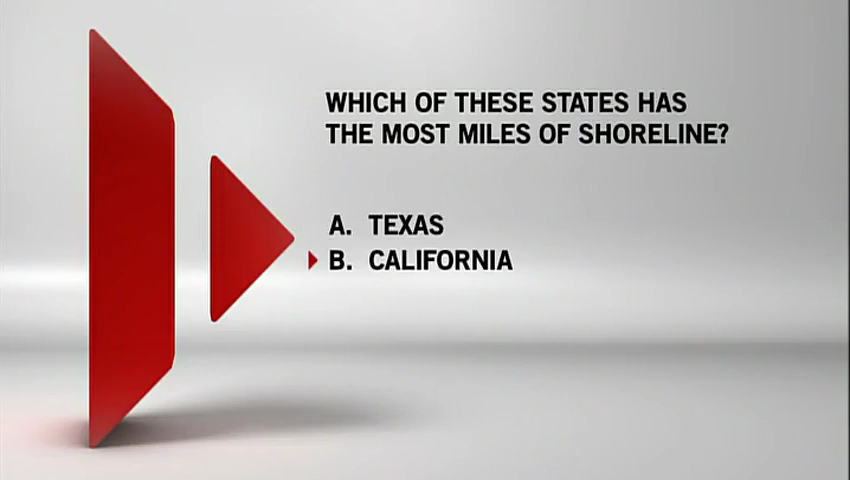 WHICH OF THESE STATES HAS
THE MOST MILES OF SHORELINE?
A. TEXAS
B. CALIFORNIA